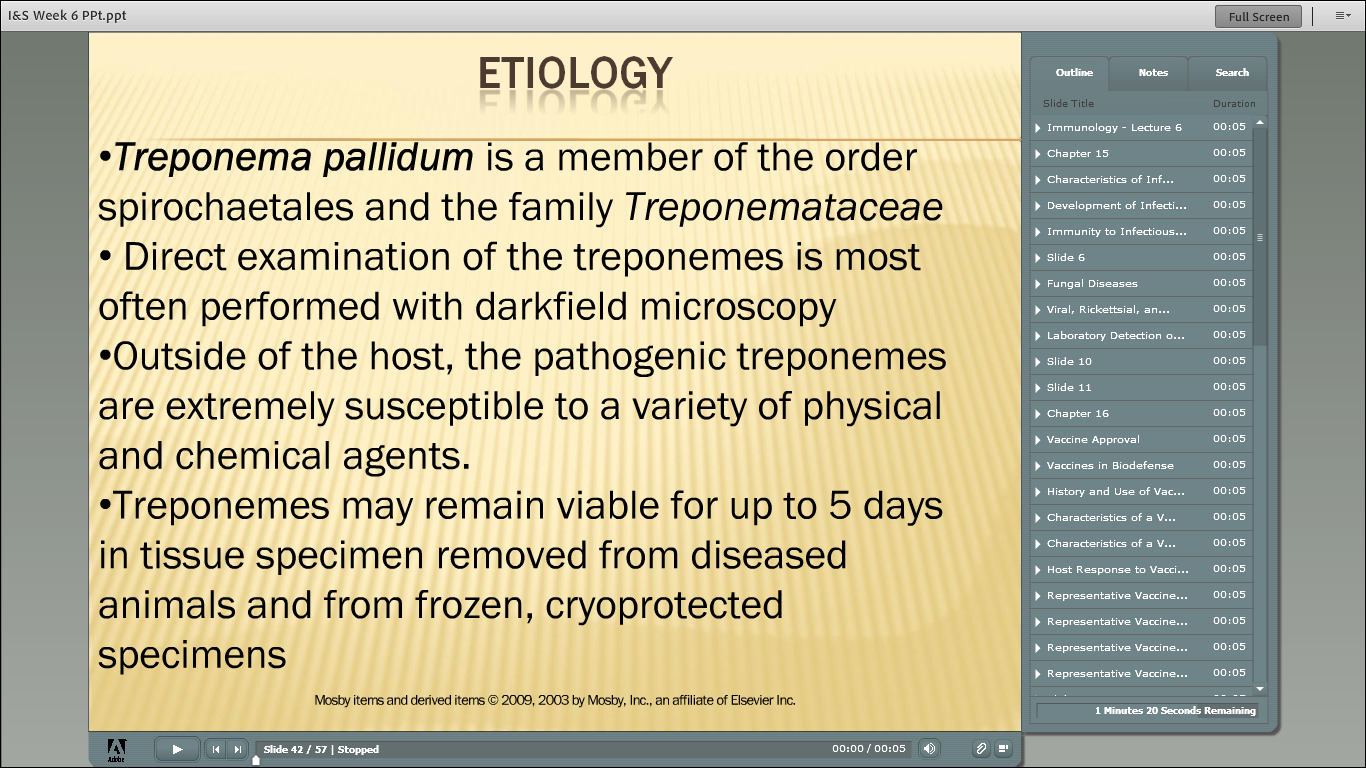 I&S Week 6 PPt.ppt
Full Screen
ETIOLOGY
•Treponema pallidum is a member of the order
spirochaetales and the family Treponemataceae
• Direct examination of the treponemes is most
often performed with darkfield microscopy
•Outside of the host, the pathogenic treponemes
are extremely susceptible to a variety of physical
and chemical agents.
•Treponemes may remain viable for up to 5 days
in tissue specimen removed from diseased
animals and from frozen, cryoprotected
specimens
Mosby items and derived items © 2009, 2003 by Mosby, Inc., an affiliate of Elsevier Inc.
Outline Notes Search
Slide Title Duration
Immunology - Lecture 6 00:05
Chapter 15 00:05
Characteristics of Inf... 00:05
Development of Infecti... 00:05
Immunity to Infectious... 00:05
Slide 6 00:05
Fungal Diseases 00:05
Viral, Rickettsial, an... 00:05
Laboratory Detection o... 00:05
Slide 10 00:05
Slide 11 00:05
Chapter 16 00:05
Vaccine Approval 00:05
Vaccines in Biodefense 00:05
History and Use of Vac... 00:05
Characteristics of a V... 00:05
Characteristics of a V... 00:05
Host Response to Vacci... 00:05
Representative Vaccine... 00:05
Representative Vaccine... 00:05
Representative Vaccine... 00:05
Representative Vaccine... 00:05
1 Minutes 20 Seconds Remaining
Adobe
Slide 42 / 57 | Stopped
00:00 / 00:05